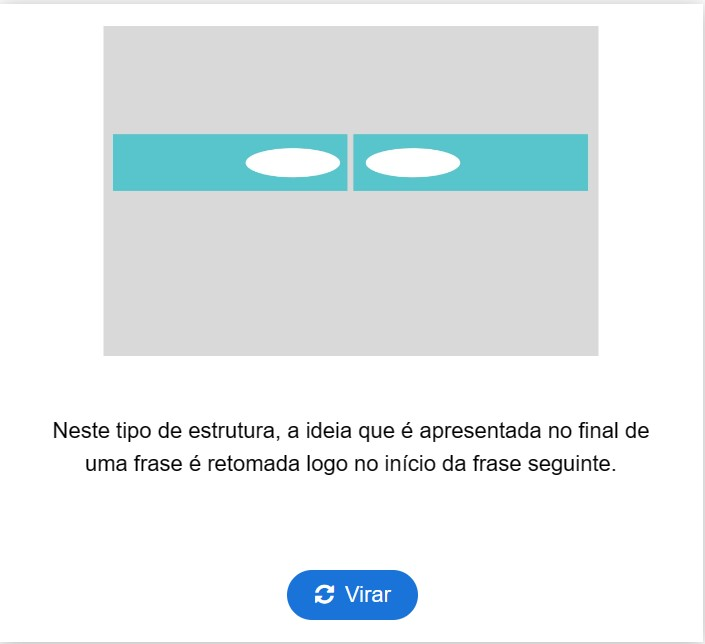 Neste tipo de estrutura, a ideia que é apresentada no final de
uma frase é retomada logo no início da frase seguinte.
Virar